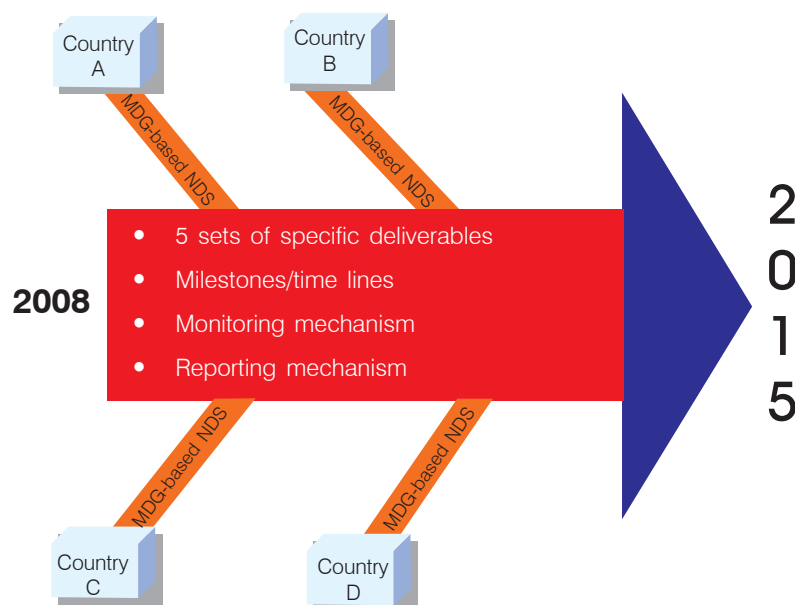 Country
A
Country
B
MDG-based NDS
MDG-based NDS
2008
• 5 sets of specific deliverables
• Milestones/time lines
• Monitoring mechanism
• Reporting mechanism
2
0
1
5
MDG-based NDS
MDG-based NDS
Country
C
Country
D